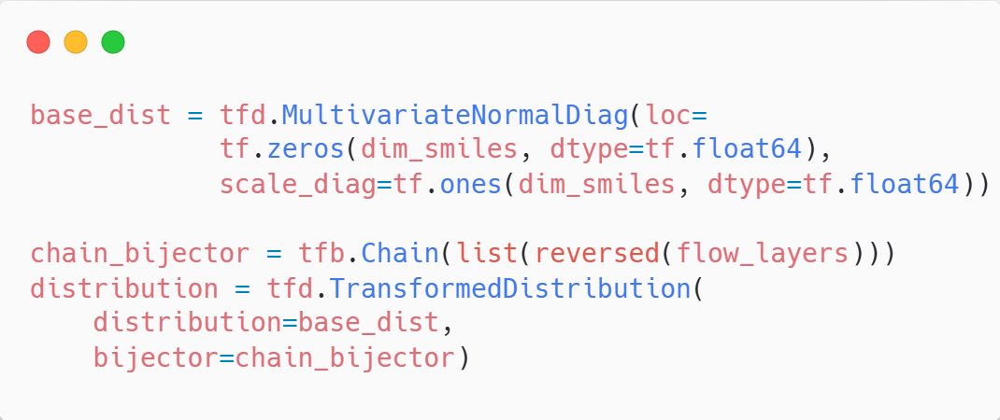 base_dist = tfd.MultivariateNormalDiag(loc=
            tf.zeros(dim_smiles, dtype=tf.float64),
            scale_diag=tf.ones(dim_smiles, dtype=tf.float64))

chain_bijector = tfb.Chain(list(reversed(flow_layers)))
distribution = tfd.TransformedDistribution(
    distribution=base_dist,
    bijector=chain_bijector)